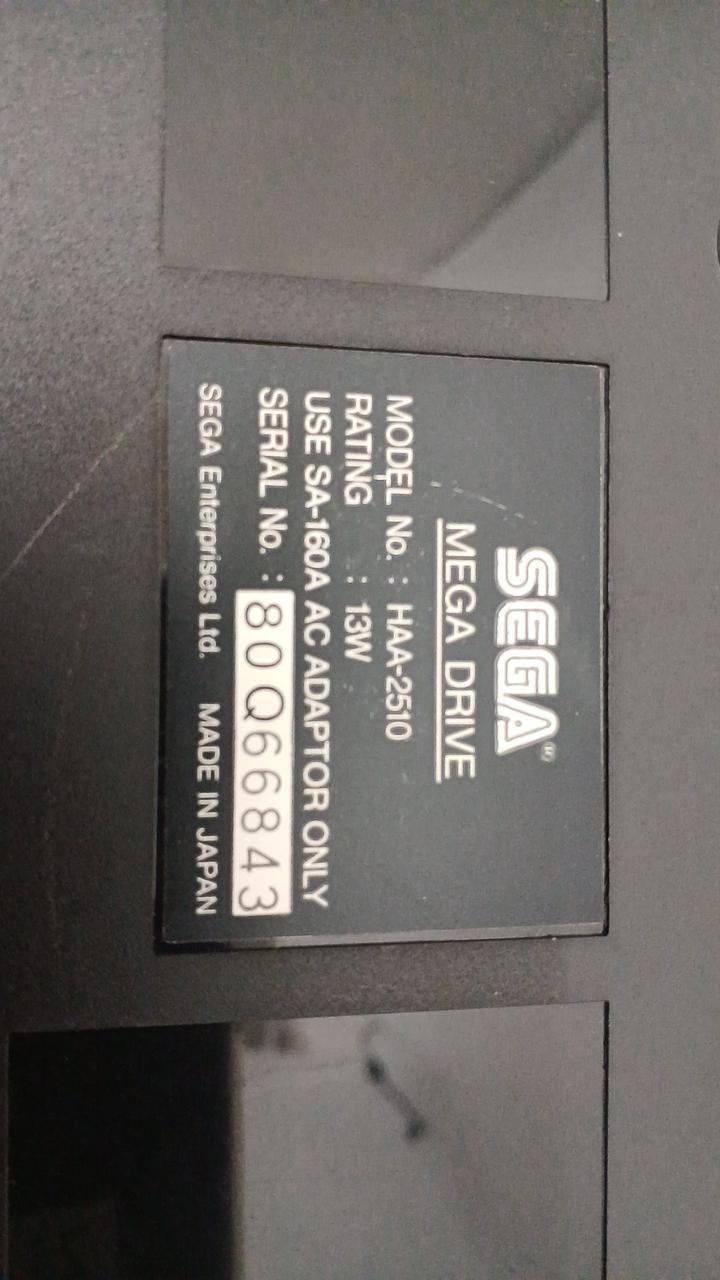 SEGA®
MEGA DRIVE
MODEL No. : HAA-2510
RATING : 13W
USE SA-160A AC ADAPTOR ONLY
SERIAL No. : 80Q66843
SEGA Enterprises Ltd. MADE IN JAPAN